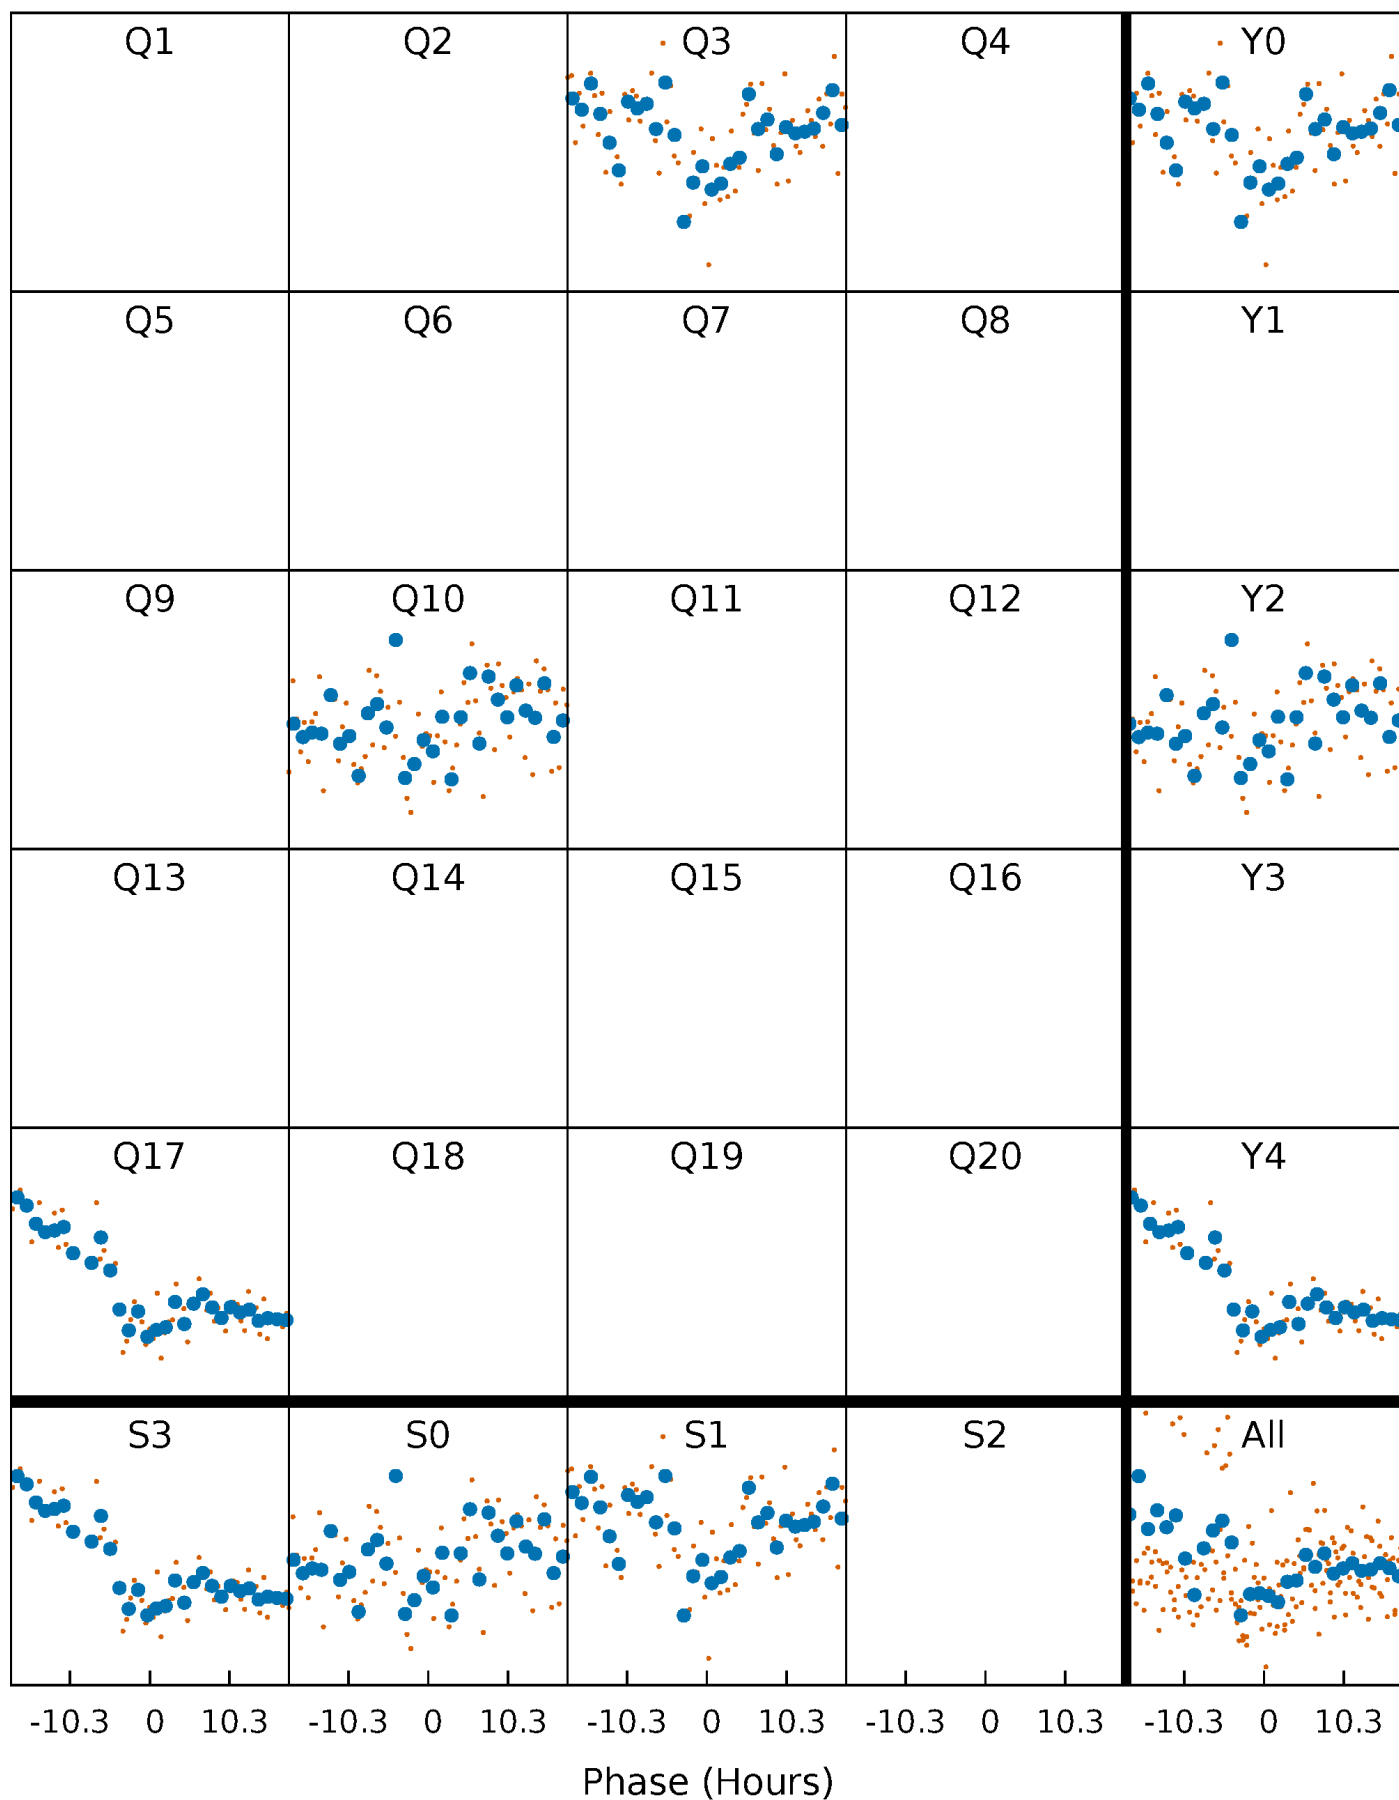 Q1 Q2 Q3 Q4 Y0
Q5 Q6 Q7 Q8 Y1
Q9 Q10 Q11 Q12 Y2
Q13 Q14 Q15 Q16 Y3
Q17 Q18 Q19 Q20 Y4
S3 S0 S1 S2 All
-10.3 0 10.3 -10.3 0 10.3 -10.3 0 10.3 -10.3 0 10.3 -10.3 0 10.3
Phase (Hours)